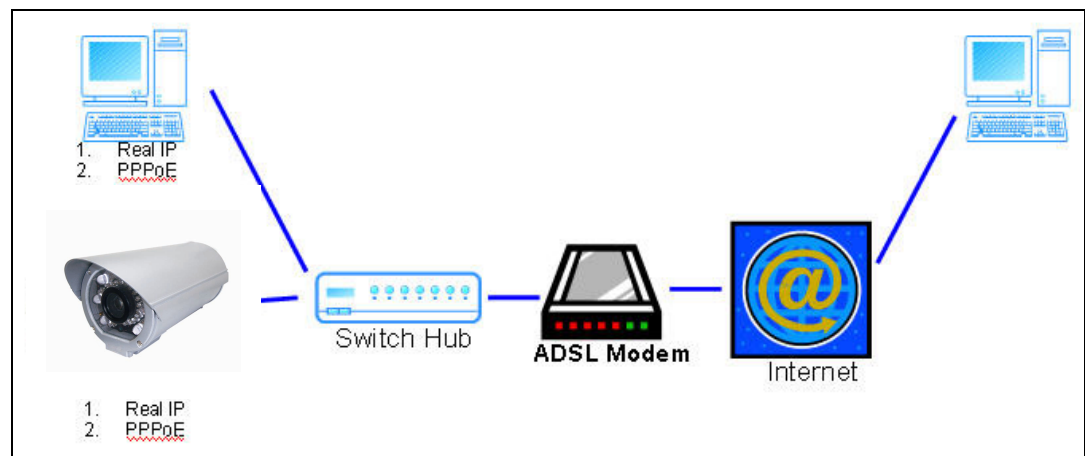 1. Real IP
2. PPPoE
Switch Hub
ADSL Modem
Internet
1. Real IP
2. PPPoE